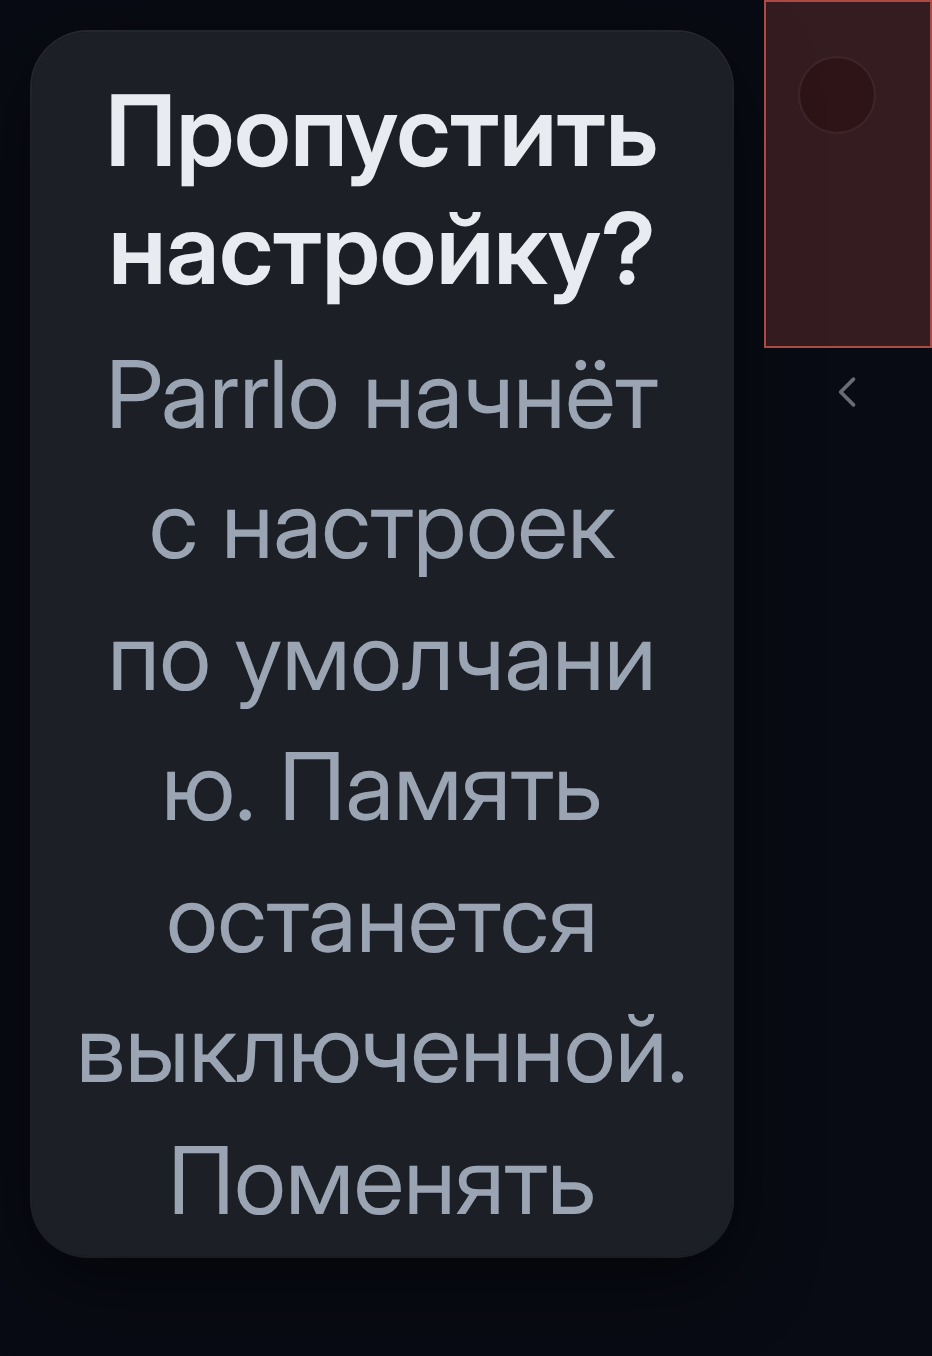 Пропустить
настройку?
Parrlo начнёт
с настроек
по умолчани
ю. Память
останется
выключенной.
Поменять